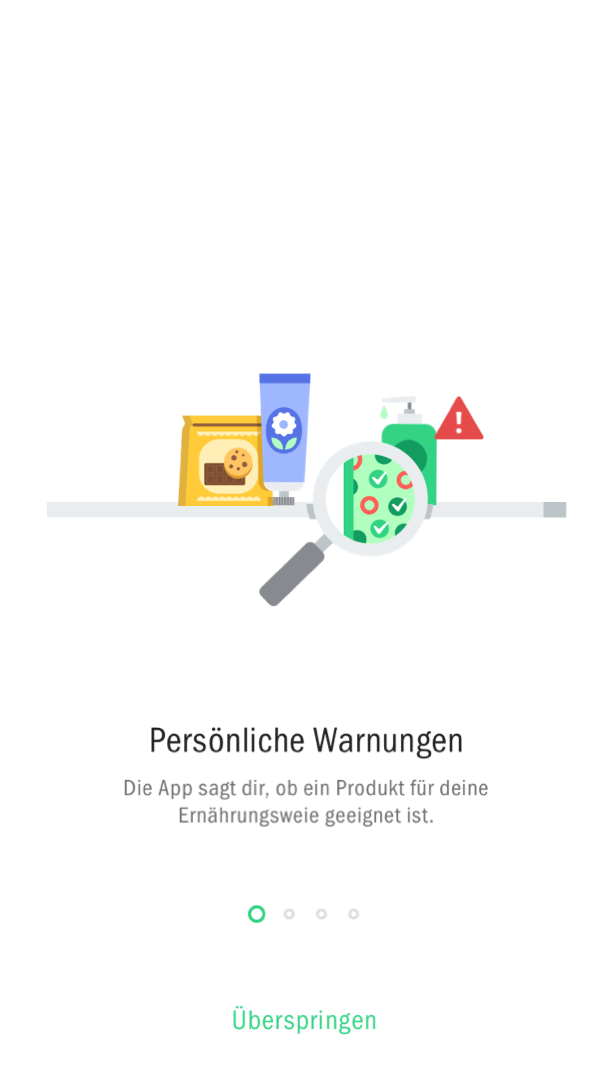 Persönliche Warnungen
Die App sagt dir, ob ein Produkt für deine
Ernährungsweie geeignet ist.
Überspringen